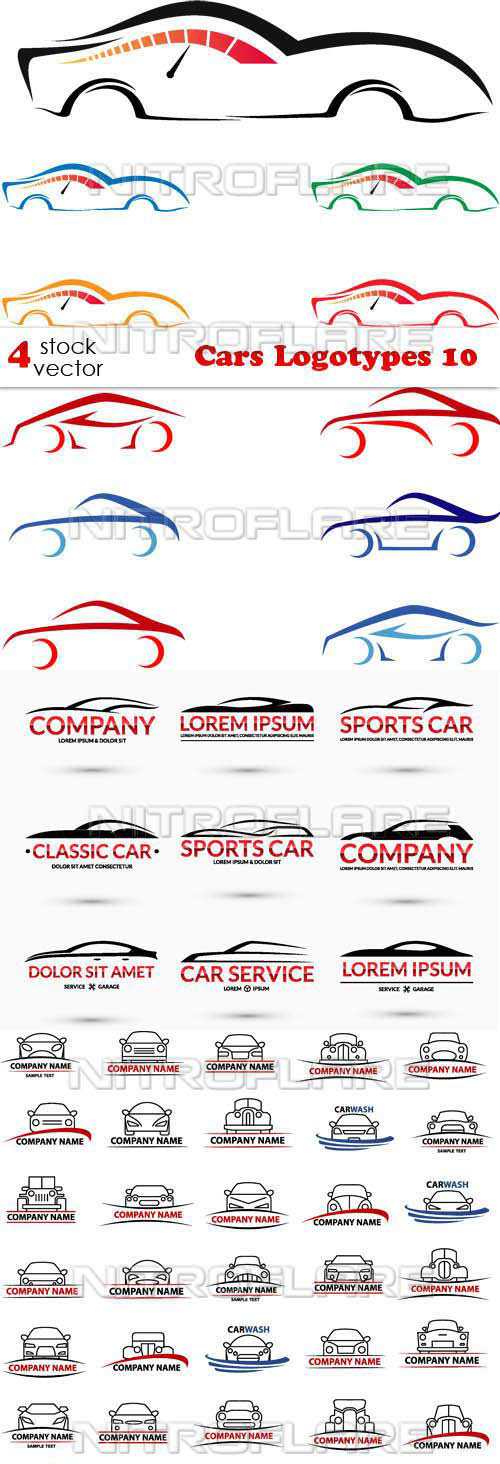 NITROFLARE
NITROFLARE
4 stock vector
Cars Logotypes 10
NITROFLARE
COMPANY LOREM IPSUM SPORTS CAR
LOREM IPSUM & DOLOR SIT
NITROFLARE
CLASSIC CAR SPORTS CAR COMPANY
DOLOR SIT AMET CONSECTETUR LOREM IPSUM & DOLOR SIT
DOLOR SIT AMET CAR SERVICE LOREM IPSUM
SERVICE GARAGE LOREM IPSUM SERVICE GARAGE
COMPANY NAME COMPANY NAME COMPANY NAME COMPANY NAME COMPANY NAME
SAMPLE TEXT
NITROFLARE
CARWASH
COMPANY NAME COMPANY NAME COMPANY NAME COMPANY NAME
SAMPLE TEXT
CARWASH
COMPANY NAME COMPANY NAME COMPANY NAME COMPANY NAME
NITROFLARE
COMPANY NAME COMPANY NAME COMPANY NAME COMPANY NAME COMPANY NAME
SAMPLE TEXT
CARWASH
COMPANY NAME COMPANY NAME COMPANY NAME COMPANY NAME
NITROFLARE
COMPANY NAME COMPANY NAME COMPANY NAME COMPANY NAME COMPANY NAME
SAMPLE TEXT